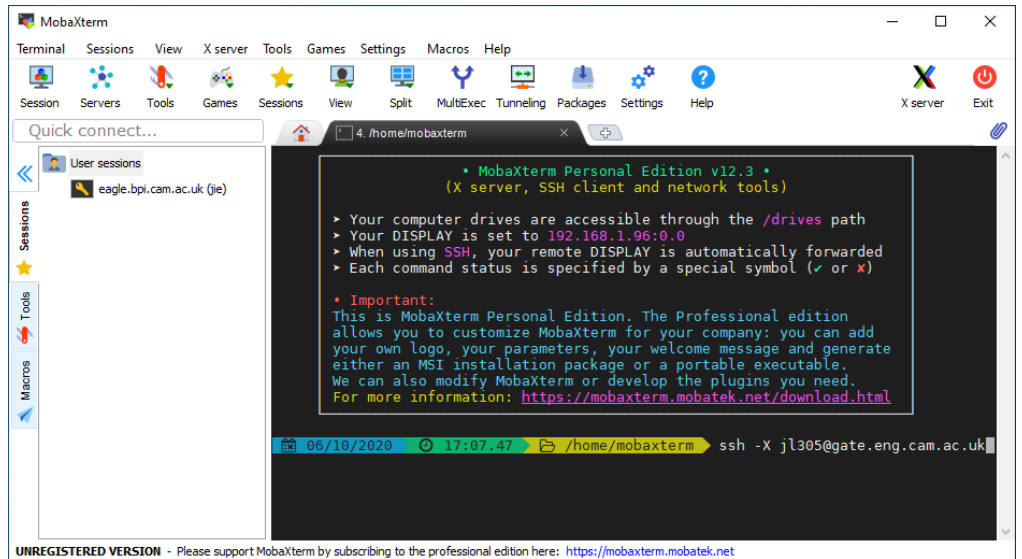 MobaXterm
Terminal Sessions View X server Tools Games Settings Macros Help
Session Servers Tools Games Sessions View Split MultiExec Tunneling Packages Settings Help X server Exit
Quick connect...
4. /home/mobaxterm
User sessions
eagle.bpi.cam.ac.uk (jie)
Sessions
Tools
Macros
• MobaXterm Personal Edition v12.3 •
(X server, SSH client and network tools)
➤ Your computer drives are accessible through the /drives path
➤ Your DISPLAY is set to 192.168.1.96:0.0
➤ When using SSH, your remote DISPLAY is automatically forwarded
➤ Each command status is specified by a special symbol (✔ or ✘)
• Important:
This is MobaXterm Personal Edition. The Professional edition
allows you to customize MobaXterm for your company: you can add
your own logo, your parameters, your welcome message and generate
either an MSI installation package or a portable executable.
We can also modify MobaXterm or develop the plugins you need.
For more information: https://mobaxterm.mobatek.net/download.html
06/10/2020 17:07.47 /home/mobaxterm ssh -X jl305@gate.eng.cam.ac.uk
UNREGISTERED VERSION - Please support MobaXterm by subscribing to the professional edition here: https://mobaxterm.mobatek.net